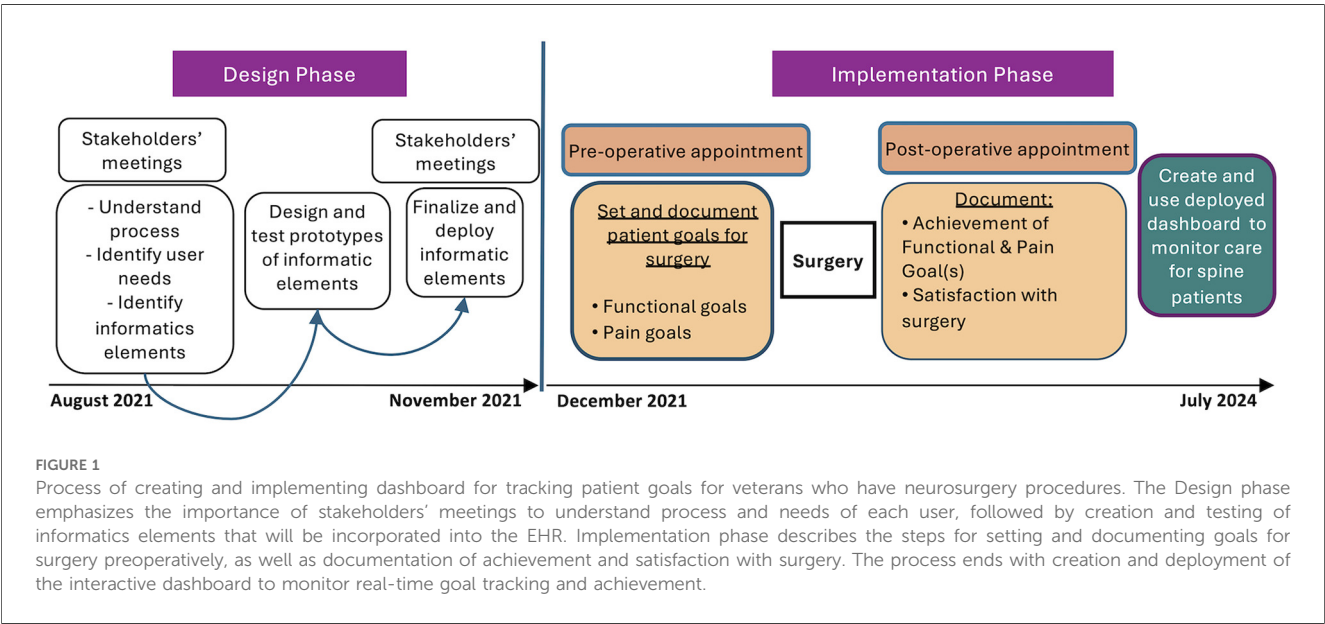 Design Phase
Implementation Phase
Stakeholders’
meetings
- Understand
process
- Identify user
needs
- Identify
informatics
elements
Design and
test prototypes
of informatic
elements
Stakeholders’
meetings
Finalize and
deploy
informatic
elements
Pre-operative appointment
Set and document
patient goals for
surgery
• Functional goals
• Pain goals
Surgery
Post-operative appointment
Document:
• Achievement of
Functional & Pain
Goal(s)
• Satisfaction with
surgery
Create and
use deployed
dashboard to
monitor care
for spine
patients
August 2021
November 2021
December 2021
July 2024
FIGURE 1
Process of creating and implementing dashboard for tracking patient goals for veterans who have neurosurgery procedures. The Design phase
emphasizes the importance of stakeholders’ meetings to understand process and needs of each user, followed by creation and testing of
informatics elements that will be incorporated into the EHR. Implementation phase describes the steps for setting and documenting goals for
surgery preoperatively, as well as documentation of achievement and satisfaction with surgery. The process ends with creation and deployment of
the interactive dashboard to monitor real-time goal tracking and achievement.